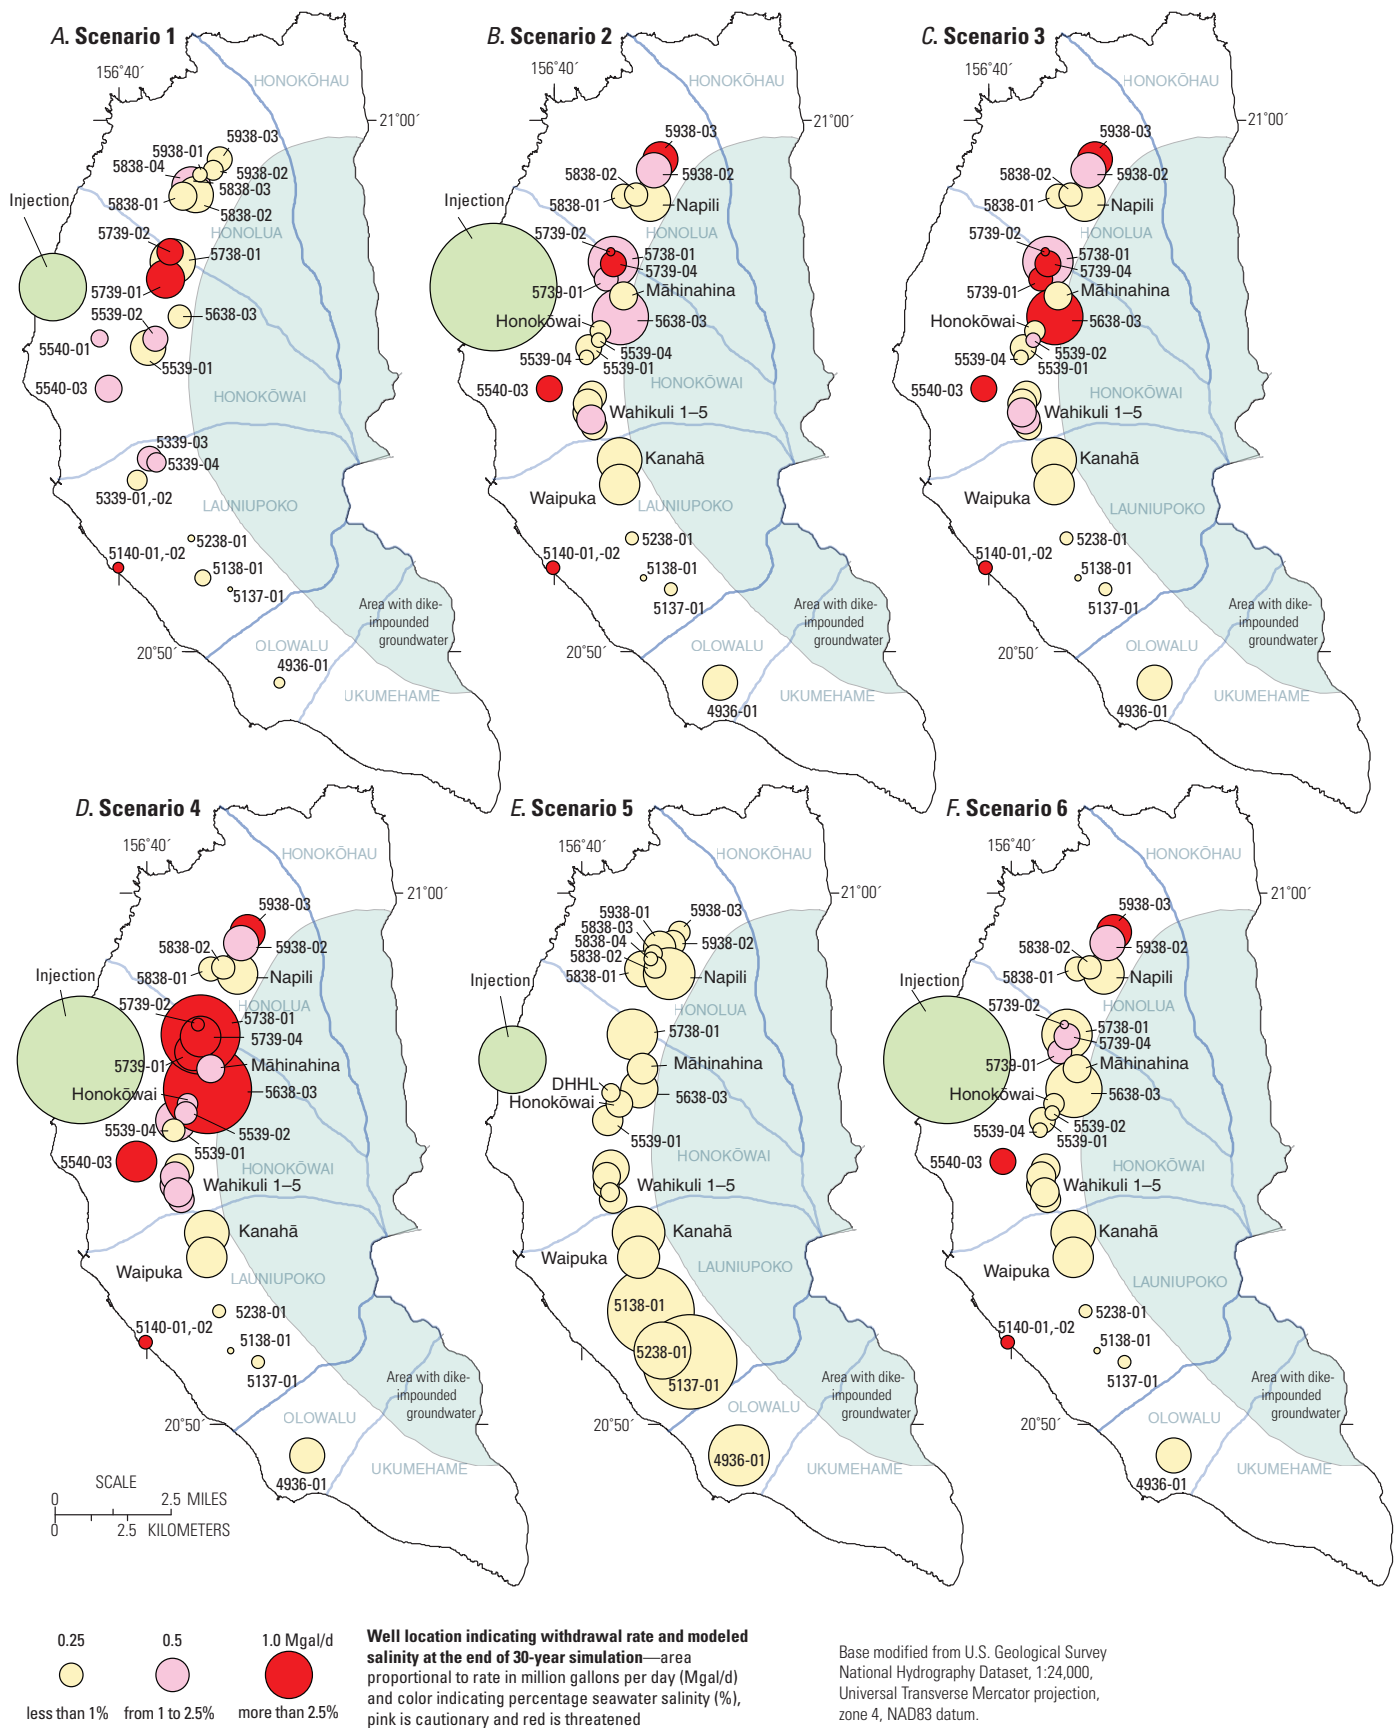 A. Scenario 1
156°40´
HONOKŌHAU
21°00´
5938-03
5938-01
5838-04
5938-02
5838-03
5838-01
5838-02
Injection
HONOLUA
5739-02
5738-01
5739-01
5638-03
5539-02
5540-01
5539-01
5540-03
HONOKŌWAI
5339-03
5339-04
5339-01,-02
LAUNIUPOKO
5238-01
5140-01,-02
5138-01
5137-01
Area with dike-
impounded
groundwater
20°50´
OLOWALU
4936-01
UKUMEHAME
B. Scenario 2
156°40´
HONOKŌHAU
21°00´
5938-03
5838-02
5938-02
5838-01
Napili
Injection
HONOLUA
5739-02
5738-01
5739-04
5739-01
Māhinahina
Honokōwai
5638-03
5539-04
5539-04
5539-01
5540-03
HONOKŌWAI
Wahikuli 1–5
Kanahā
Waipuka
LAUNIUPOKO
5238-01
5140-01,-02
5138-01
5137-01
Area with dike-
impounded
groundwater
20°50´
OLOWALU
4936-01
UKUMEHAME
C. Scenario 3
156°40´
HONOKŌHAU
21°00´
5938-03
5838-02
5938-02
5838-01
Napili
HONOLUA
5739-02
5738-01
5739-04
5739-01
Māhinahina
Honokōwai
5638-03
5539-02
5539-04
5539-01
5540-03
HONOKŌWAI
Wahikuli 1–5
Kanahā
Waipuka
LAUNIUPOKO
5238-01
5140-01,-02
5138-01
5137-01
Area with dike-
impounded
groundwater
20°50´
OLOWALU
4936-01
UKUMEHAME
D. Scenario 4
156°40´
HONOKŌHAU
21°00´
5938-03
5838-02
5938-02
5838-01
Napili
Injection
HONOLUA
5739-02
5738-01
5739-04
5739-01
Māhinahina
Honokōwai
5638-03
5539-02
5539-04
5539-01
5540-03
HONOKŌWAI
Wahikuli 1–5
Kanahā
Waipuka
LAUNIUPOKO
5238-01
5140-01,-02
5138-01
5137-01
Area with dike-
impounded
groundwater
20°50´
OLOWALU
4936-01
UKUMEHAME
SCALE
0 2.5 MILES
0 2.5 KILOMETERS
E. Scenario 5
156°40´
HONOKŌHAU
21°00´
5938-01
5938-03
5838-03
5838-04
5938-02
5838-02
5838-01
Napili
Injection
HONOLUA
5738-01
Māhinahina
DHHL
Honokōwai
5638-03
5539-01
HONOKŌWAI
Wahikuli 1–5
Kanahā
Waipuka
LAUNIUPOKO
5138-01
5238-01
5137-01
Area with dike-
impounded
groundwater
20°50´
OLOWALU
4936-01
UKUMEHAME
F. Scenario 6
156°40´
HONOKŌHAU
21°00´
5938-03
5838-02
5938-02
5838-01
Napili
Injection
HONOLUA
5739-02
5738-01
5739-04
5739-01
Māhinahina
Honokōwai
5638-03
5539-02
5539-04
5539-01
5540-03
HONOKŌWAI
Wahikuli 1–5
Kanahā
Waipuka
LAUNIUPOKO
5238-01
5140-01,-02
5138-01
5137-01
Area with dike-
impounded
groundwater
20°50´
OLOWALU
4936-01
UKUMEHAME
0.25 0.5 1.0 Mgal/d
less than 1% from 1 to 2.5% more than 2.5%
Well location indicating withdrawal rate and modeled
salinity at the end of 30-year simulation—area
proportional to rate in million gallons per day (Mgal/d)
and color indicating percentage seawater salinity (%),
pink is cautionary and red is threatened
Base modified from U.S. Geological Survey
National Hydrography Dataset, 1:24,000,
Universal Transverse Mercator projection,
zone 4, NAD83 datum.